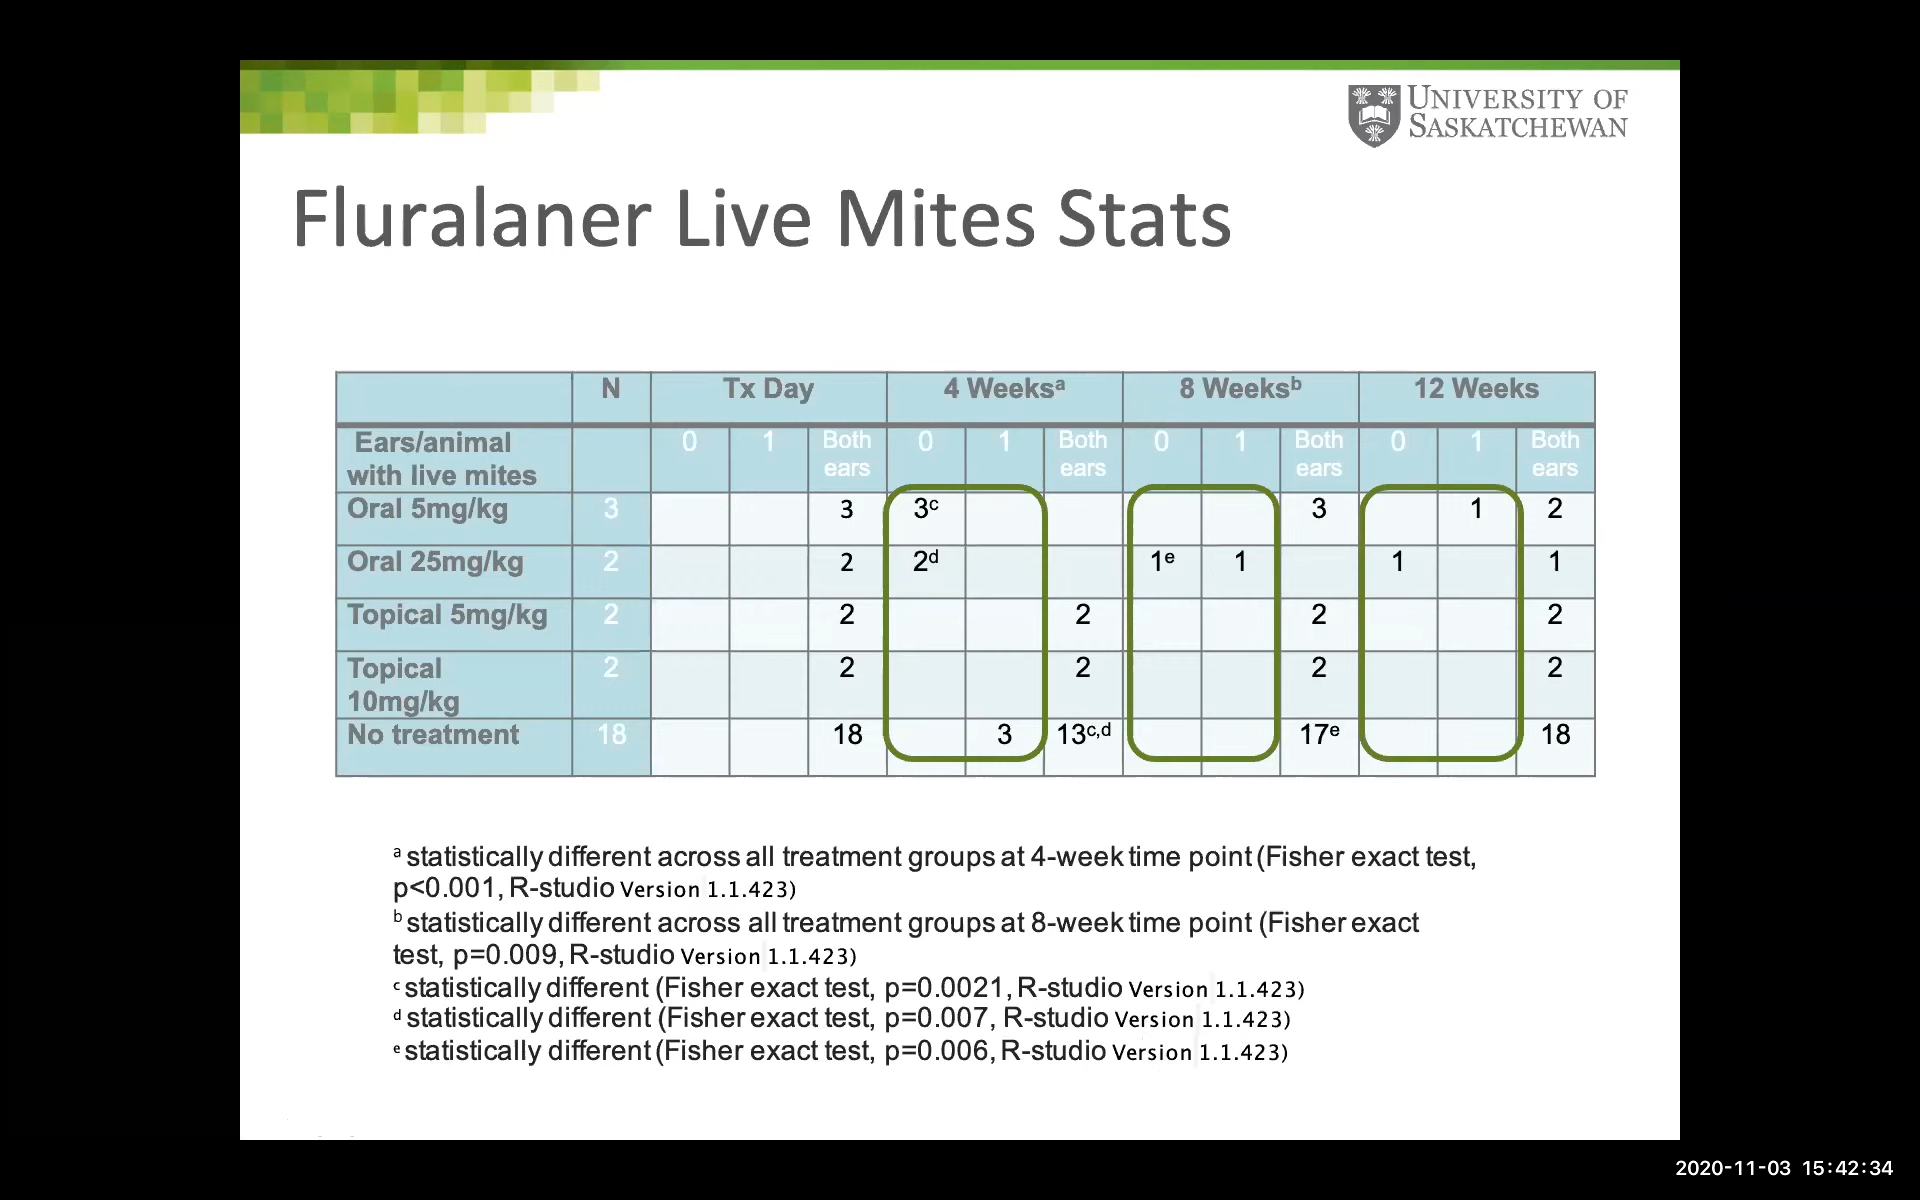 UNIVERSITY OF
SASKATCHEWAN
Fluralaner Live Mites Stats
N Tx Day 4 Weeksᵃ 8 Weeksᵇ 12 Weeks
Ears/animal 0 1 Both 0 1 Both 0 1 Both 0 1 Both
with live mites ears ears ears ears
Oral 5mg/kg 3 3 3ᶜ 3 1 2
Oral 25mg/kg 2 2 2ᵈ 1ᵉ 1 1 1
Topical 5mg/kg 2 2 2 2 2
Topical 2 2 2 2 2
10mg/kg
No treatment 18 18 3 13ᶜ,ᵈ 17ᵉ 18
ᵃ statistically different across all treatment groups at 4-week time point (Fisher exact test,
p<0.001, R-studio Version 1.1.423)
ᵇ statistically different across all treatment groups at 8-week time point (Fisher exact
test, p=0.009, R-studio Version 1.1.423)
ᶜ statistically different (Fisher exact test, p=0.0021, R-studio Version 1.1.423)
ᵈ statistically different (Fisher exact test, p=0.007, R-studio Version 1.1.423)
ᵉ statistically different (Fisher exact test, p=0.006, R-studio Version 1.1.423)
2020-11-03 15:42:34